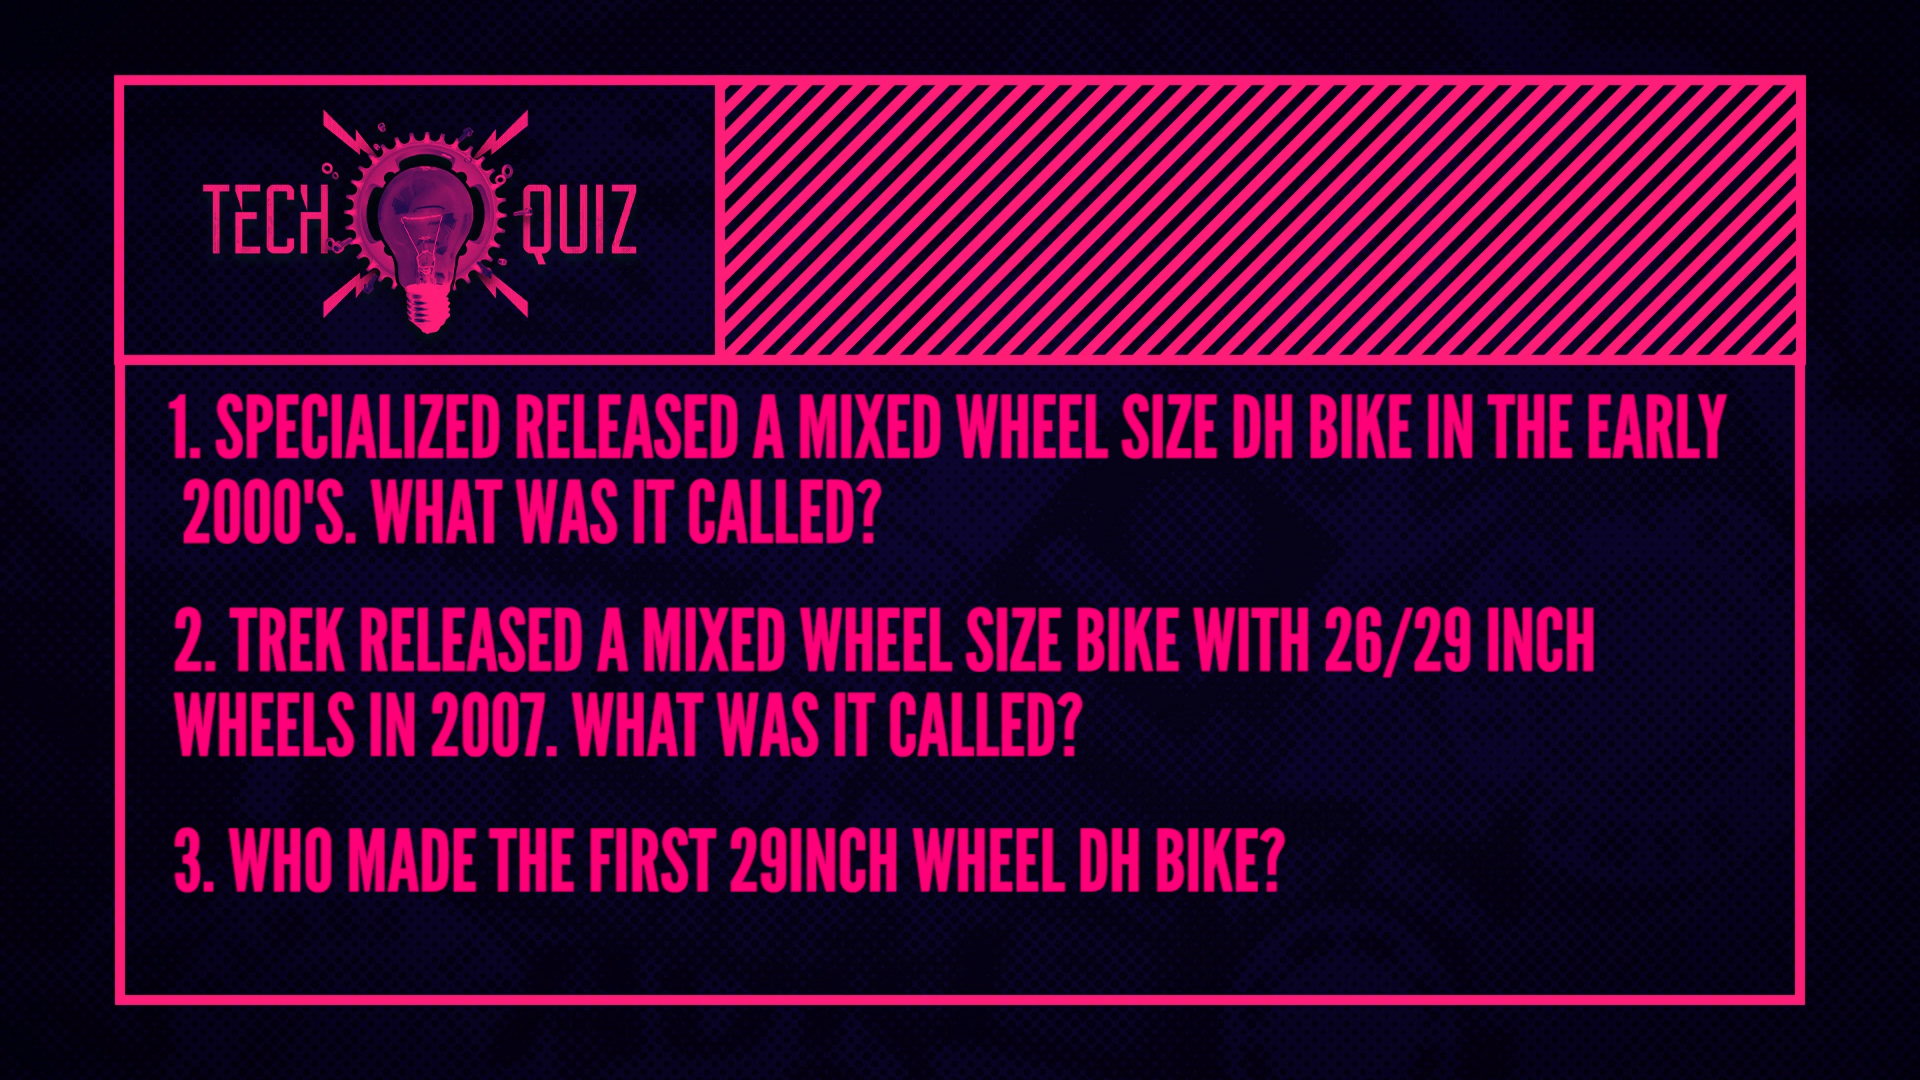 TECH QUIZ
1. SPECIALIZED RELEASED A MIXED WHEEL SIZE DH BIKE IN THE EARLY
2000'S. WHAT WAS IT CALLED?
2. TREK RELEASED A MIXED WHEEL SIZE BIKE WITH 26/29 INCH
WHEELS IN 2007. WHAT WAS IT CALLED?
3. WHO MADE THE FIRST 29INCH WHEEL DH BIKE?